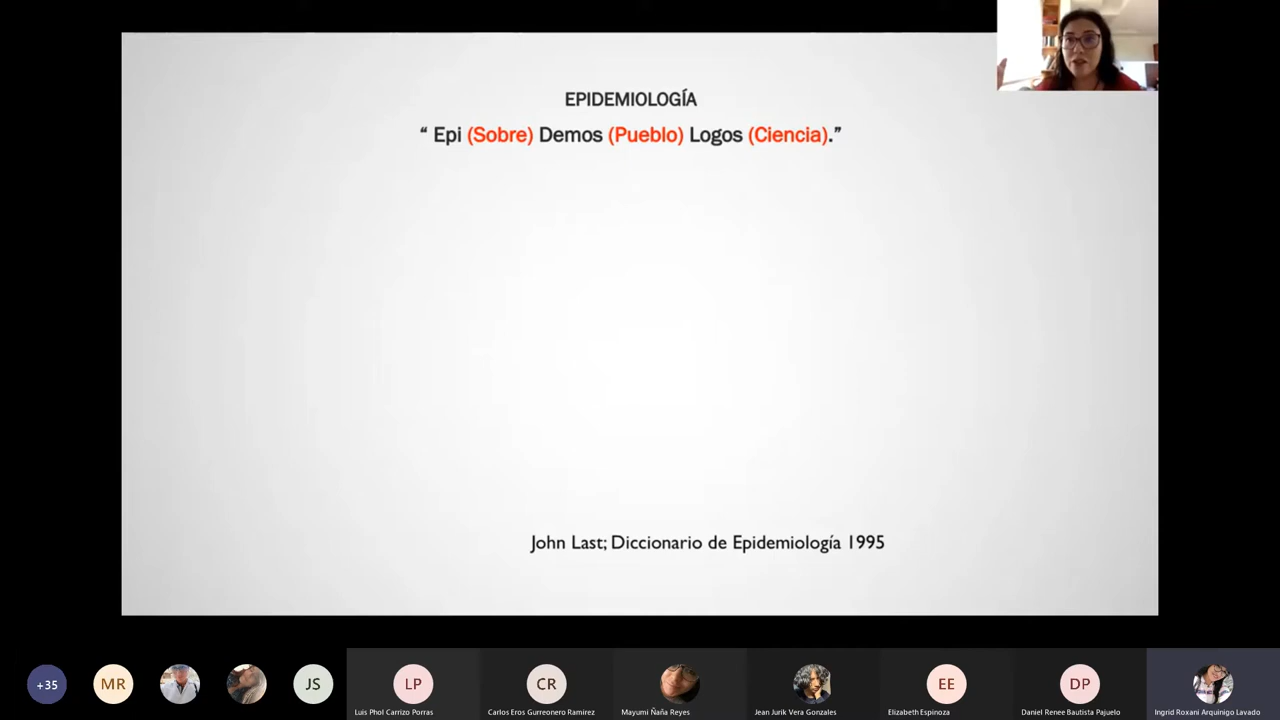 EPIDEMIOLOGÍA
“ Epi (Sobre) Demos (Pueblo) Logos (Ciencia).”
John Last; Diccionario de Epidemiología 1995
+35
MR
JS
LP
CR
EE
DP
Luis Phol Carrizo Porras
Carlos Eros Gurreonero Ramirez
Mayumi Ñaña Reyes
Jean Jurik Vera Gonzales
Elizabeth Espinoza
Daniel Renee Bautista Pajuelo
Ingrid Roxani Arquinigo Lavado